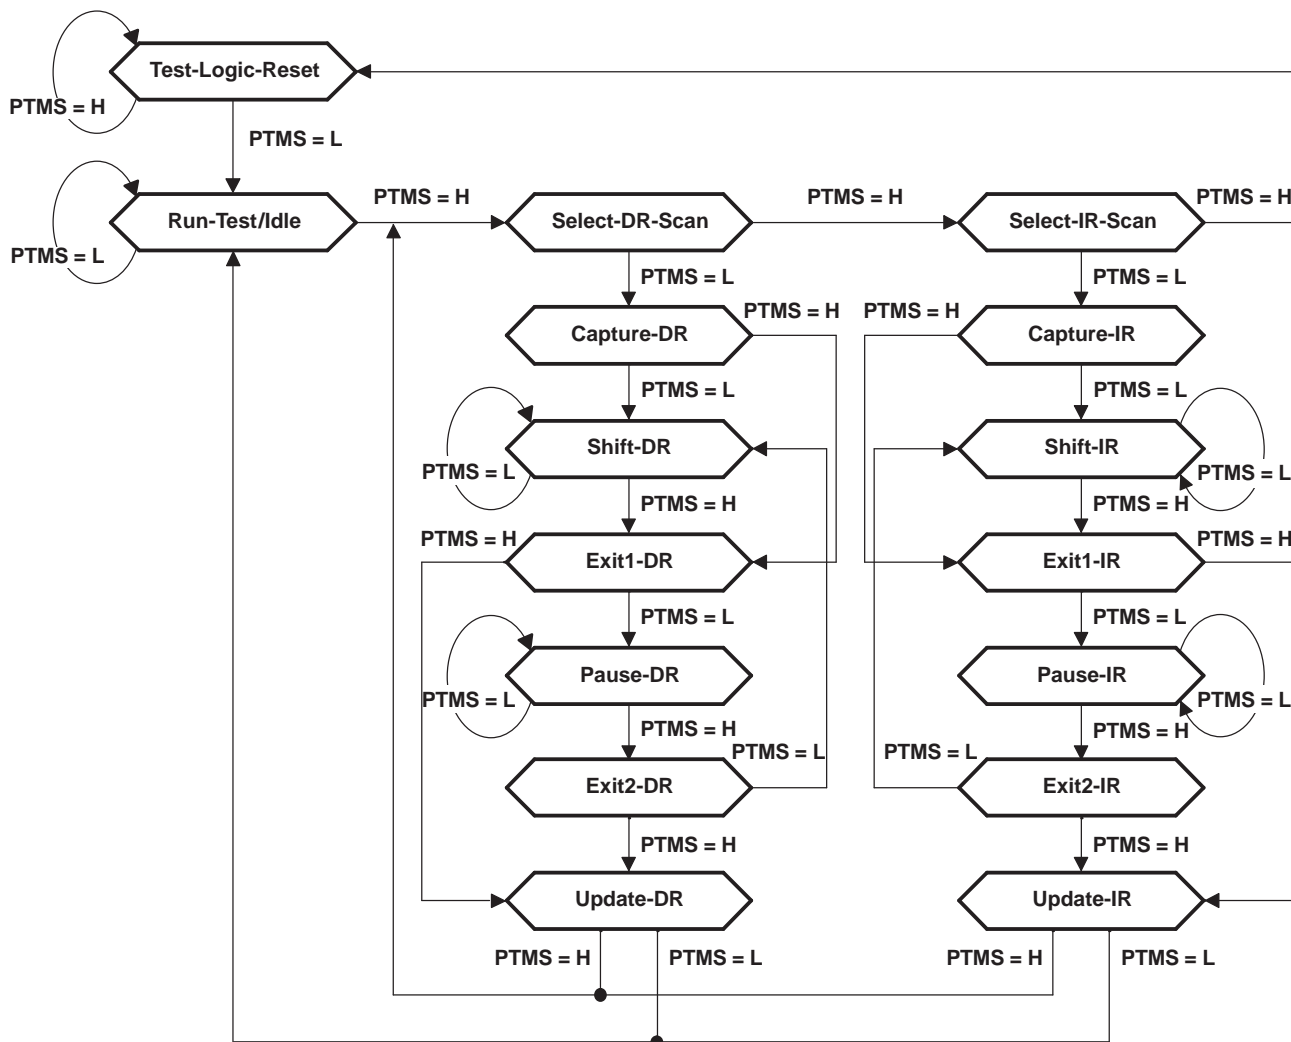 Test-Logic-Reset
PTMS = H
PTMS = L
Run-Test/Idle
PTMS = L
PTMS = H
Select-DR-Scan
PTMS = H
Select-IR-Scan
PTMS = H
PTMS = L
PTMS = L
Capture-DR
PTMS = H
PTMS = H
Capture-IR
PTMS = L
PTMS = L
Shift-DR
PTMS = L
Shift-IR
PTMS = L
PTMS = H
PTMS = H
PTMS = H
Exit1-DR
Exit1-IR
PTMS = H
PTMS = L
PTMS = L
Pause-DR
PTMS = L
Pause-IR
PTMS = L
PTMS = H
PTMS = H
Exit2-DR
PTMS = L
PTMS = L
Exit2-IR
PTMS = H
PTMS = H
Update-DR
Update-IR
PTMS = H
PTMS = L
PTMS = H
PTMS = L